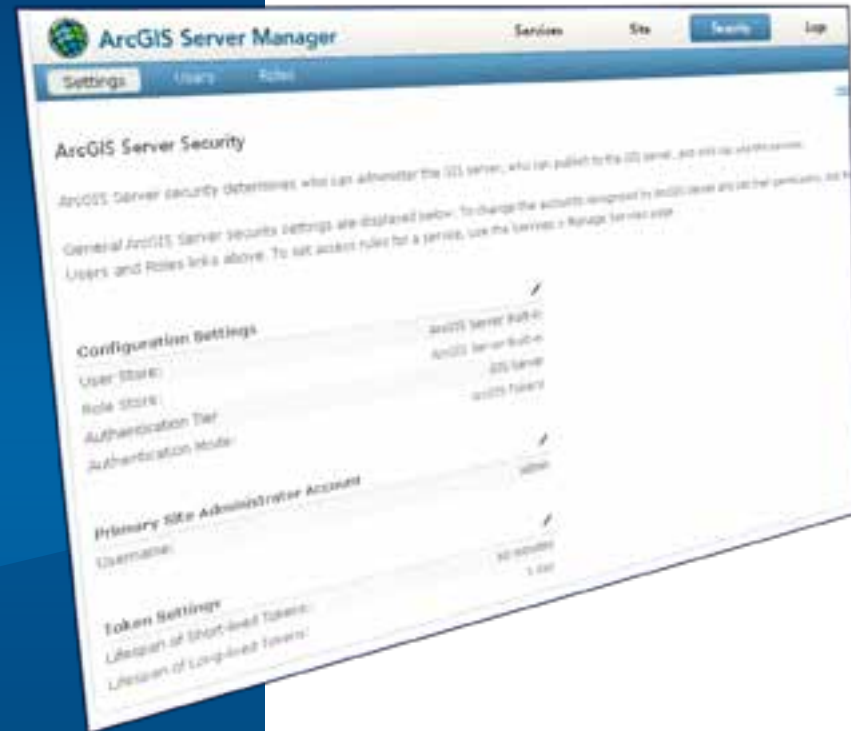 ArcGIS Server Manager
Services Site Security Logs
Settings Users Roles
ArcGIS Server Security
ArcGIS Server security determines who can administer the GIS server, who can publish to the GIS server, and who can use the services.
General ArcGIS Server security settings are displayed below. To change the accounts recognized by ArcGIS Server and set their permissions, use the
Users and Roles links above. To set access rules for a service, use the Services > Manage Services page.
Configuration Settings
User Store: ArcGIS Server Built-in
Role Store: ArcGIS Server Built-in
Authentication Tier GIS Server
Authentication Mode: ArcGIS Tokens
Primary Site Administrator Account
Username: admin
Token Settings
Lifespan of Short-lived Tokens: 60 minutes
Lifespan of Long-lived Tokens: 1 day